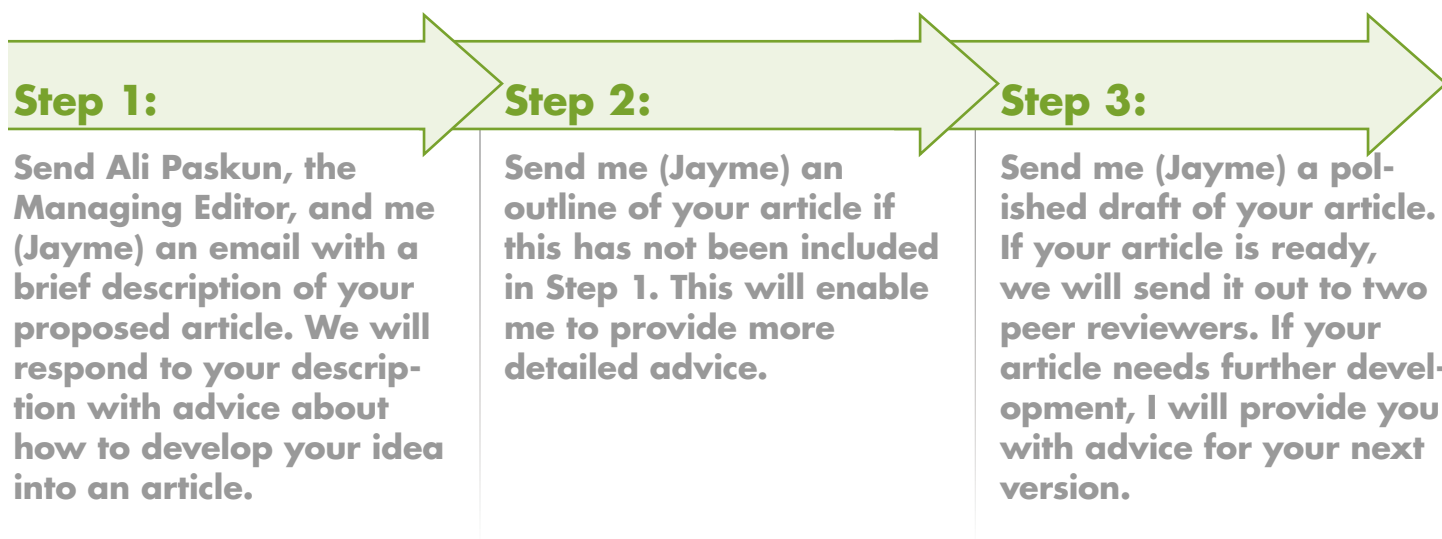 Step 1:
Send Ali Paskun, the
Managing Editor, and me
(Jayme) an email with a
brief description of your
proposed article. We will
respond to your descrip-
tion with advice about
how to develop your idea
into an article.
Step 2:
Send me (Jayme) an
outline of your article if
this has not been included
in Step 1. This will enable
me to provide more
detailed advice.
Step 3:
Send me (Jayme) a pol-
ished draft of your article.
If your article is ready,
we will send it out to two
peer reviewers. If your
article needs further devel-
opment, I will provide you
with advice for your next
version.